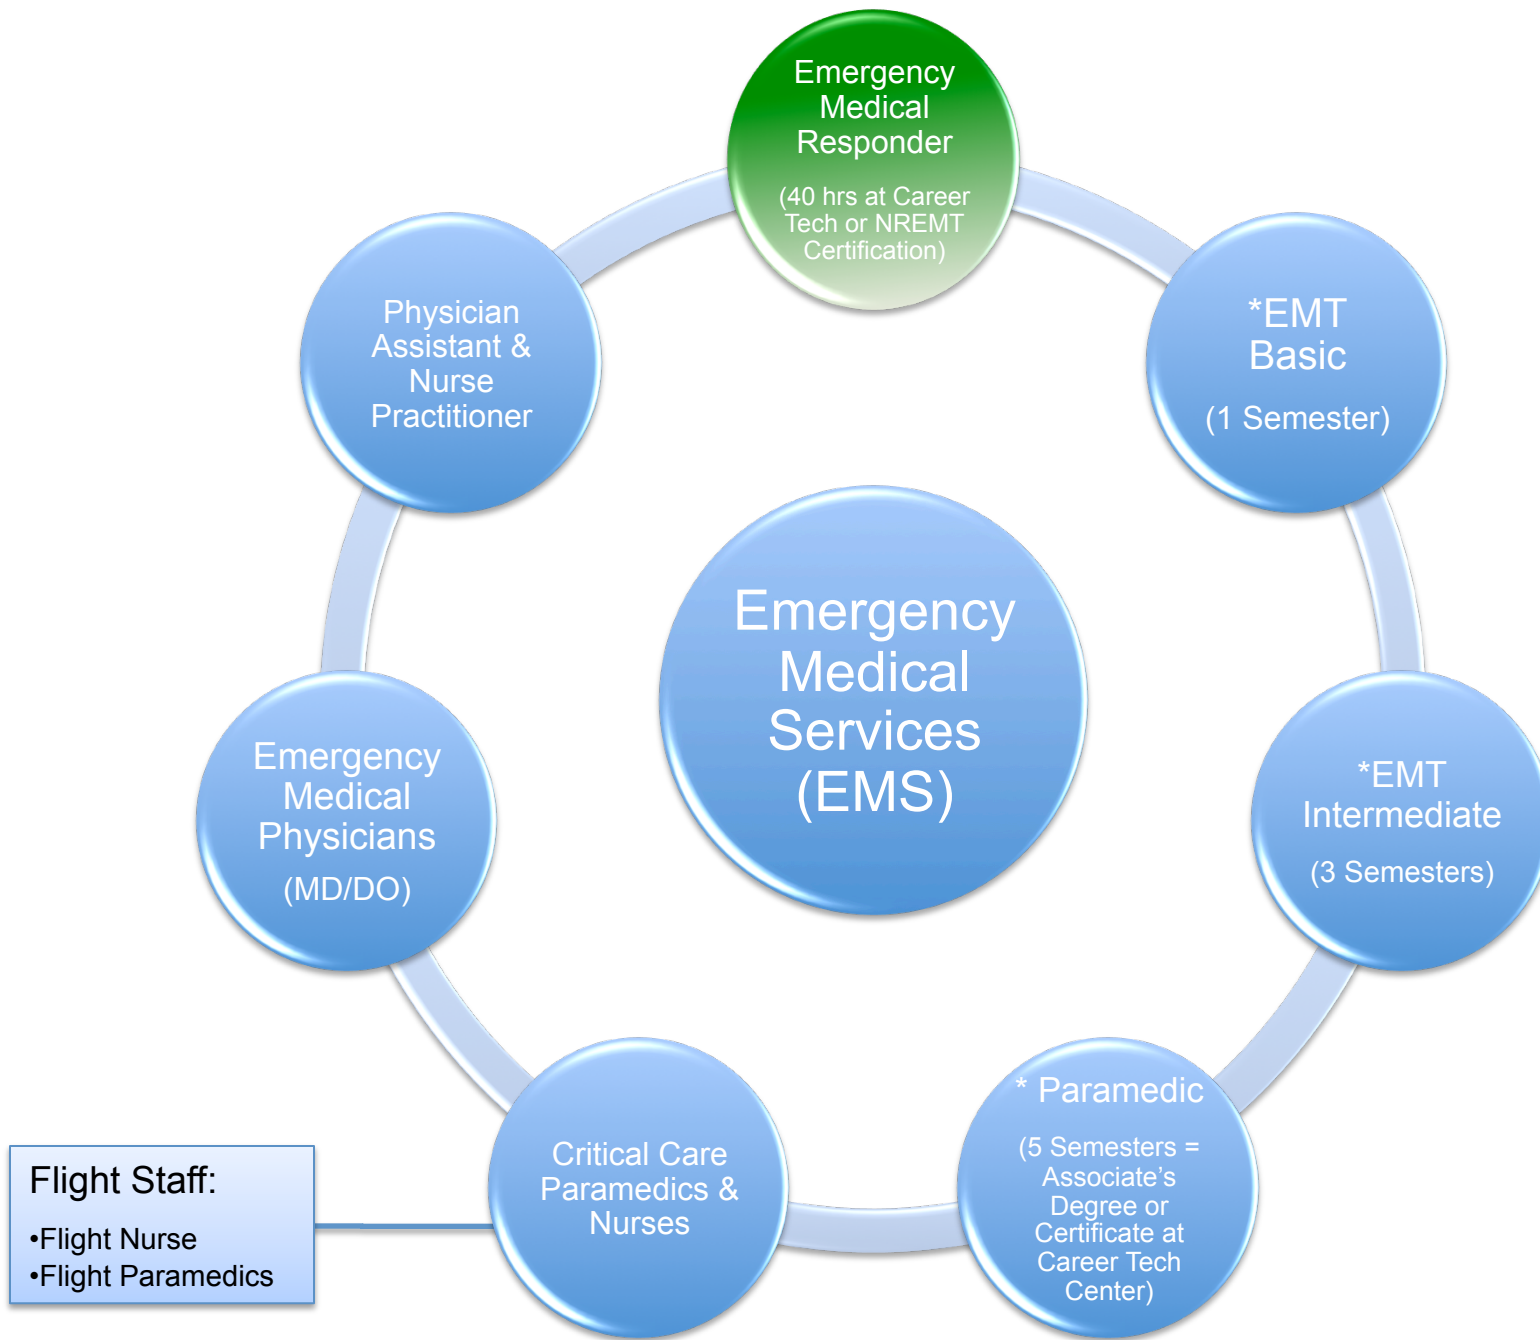 Emergency
Medical
Responder
(40 hrs at Career
Tech or NREMT
Certification)
*EMT
Basic
(1 Semester)
*EMT
Intermediate
(3 Semesters)
* Paramedic
(5 Semesters =
Associate’s
Degree or
Certificate at
Career Tech
Center)
Critical Care
Paramedics &
Nurses
Flight Staff:
•Flight Nurse
•Flight Paramedics
Emergency
Medical
Physicians
(MD/DO)
Physician
Assistant &
Nurse
Practitioner
Emergency
Medical
Services
(EMS)